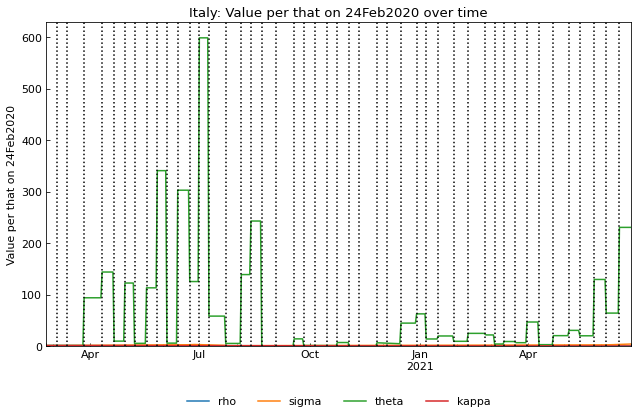 Italy: Value per that on 24Feb2020 over time
Value per that on 24Feb2020
600
500
400
300
200
100
0
Apr Jul Oct Jan Apr
2021
rho sigma theta kappa